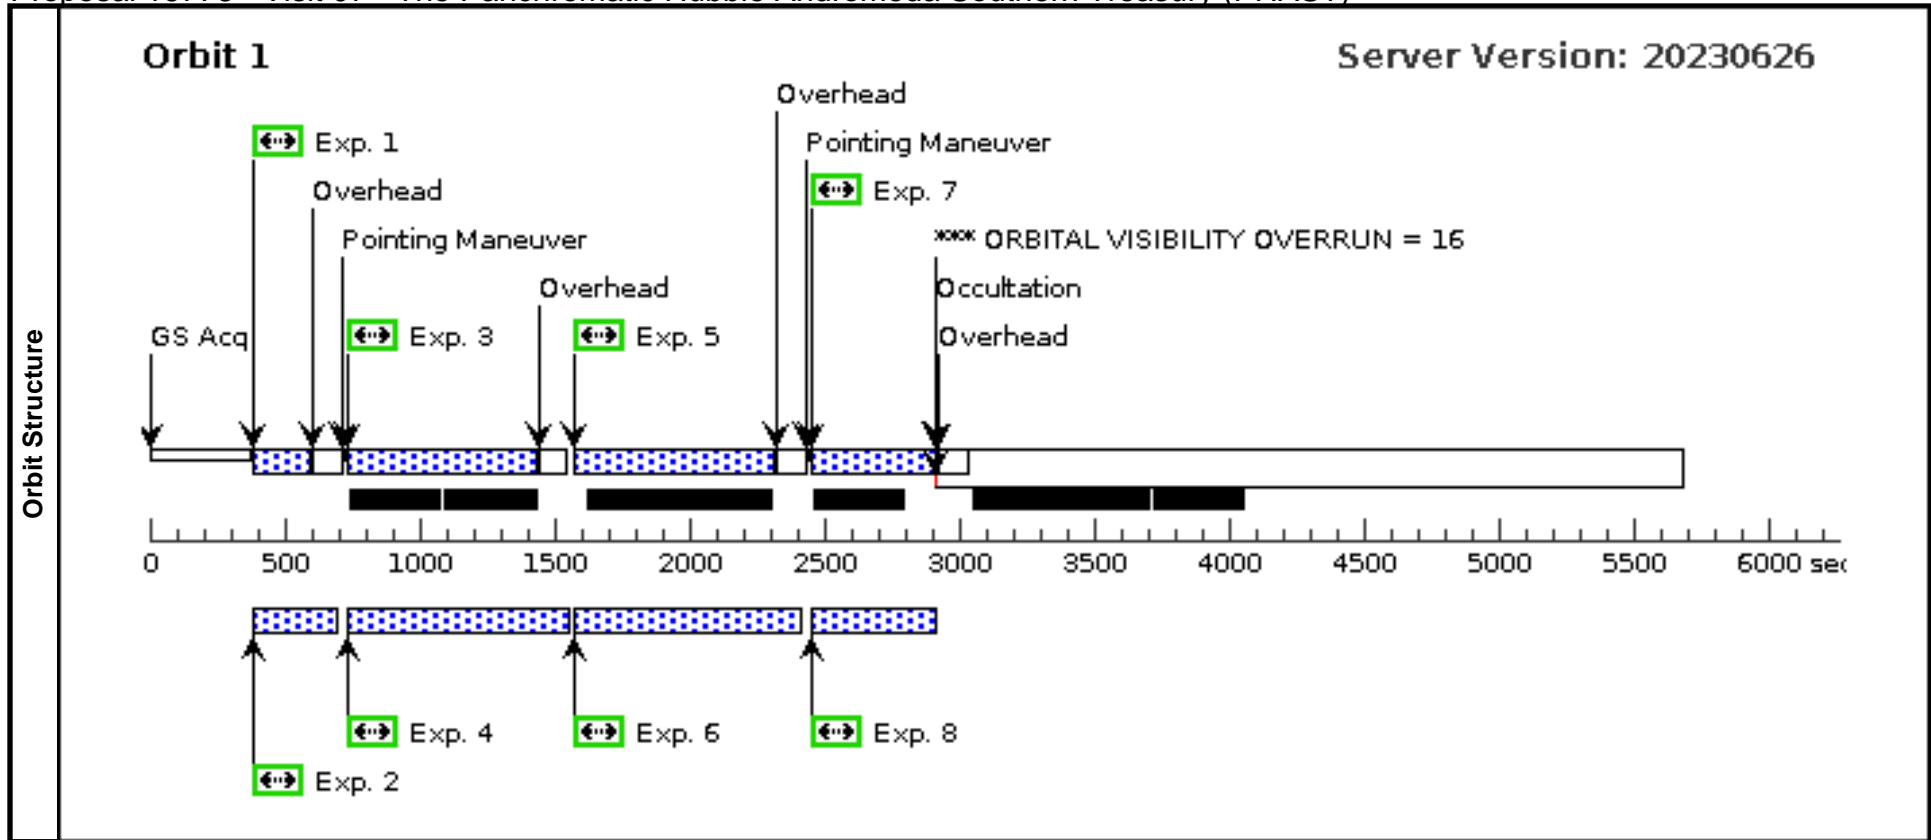 Orbit Structure
Orbit 1
Server Version: 20230626
Overhead
Exp. 1
Pointing Maneuver
Overhead
Exp. 7
Pointing Maneuver
**** ORBITAL VISIBILITY OVERRUN = 16
Overhead
Occultation
GS Acq
Exp. 3
Exp. 5
Overhead
0 500 1000 1500 2000 2500 3000 3500 4000 4500 5000 5500 6000 sec
Exp. 4
Exp. 6
Exp. 8
Exp. 2